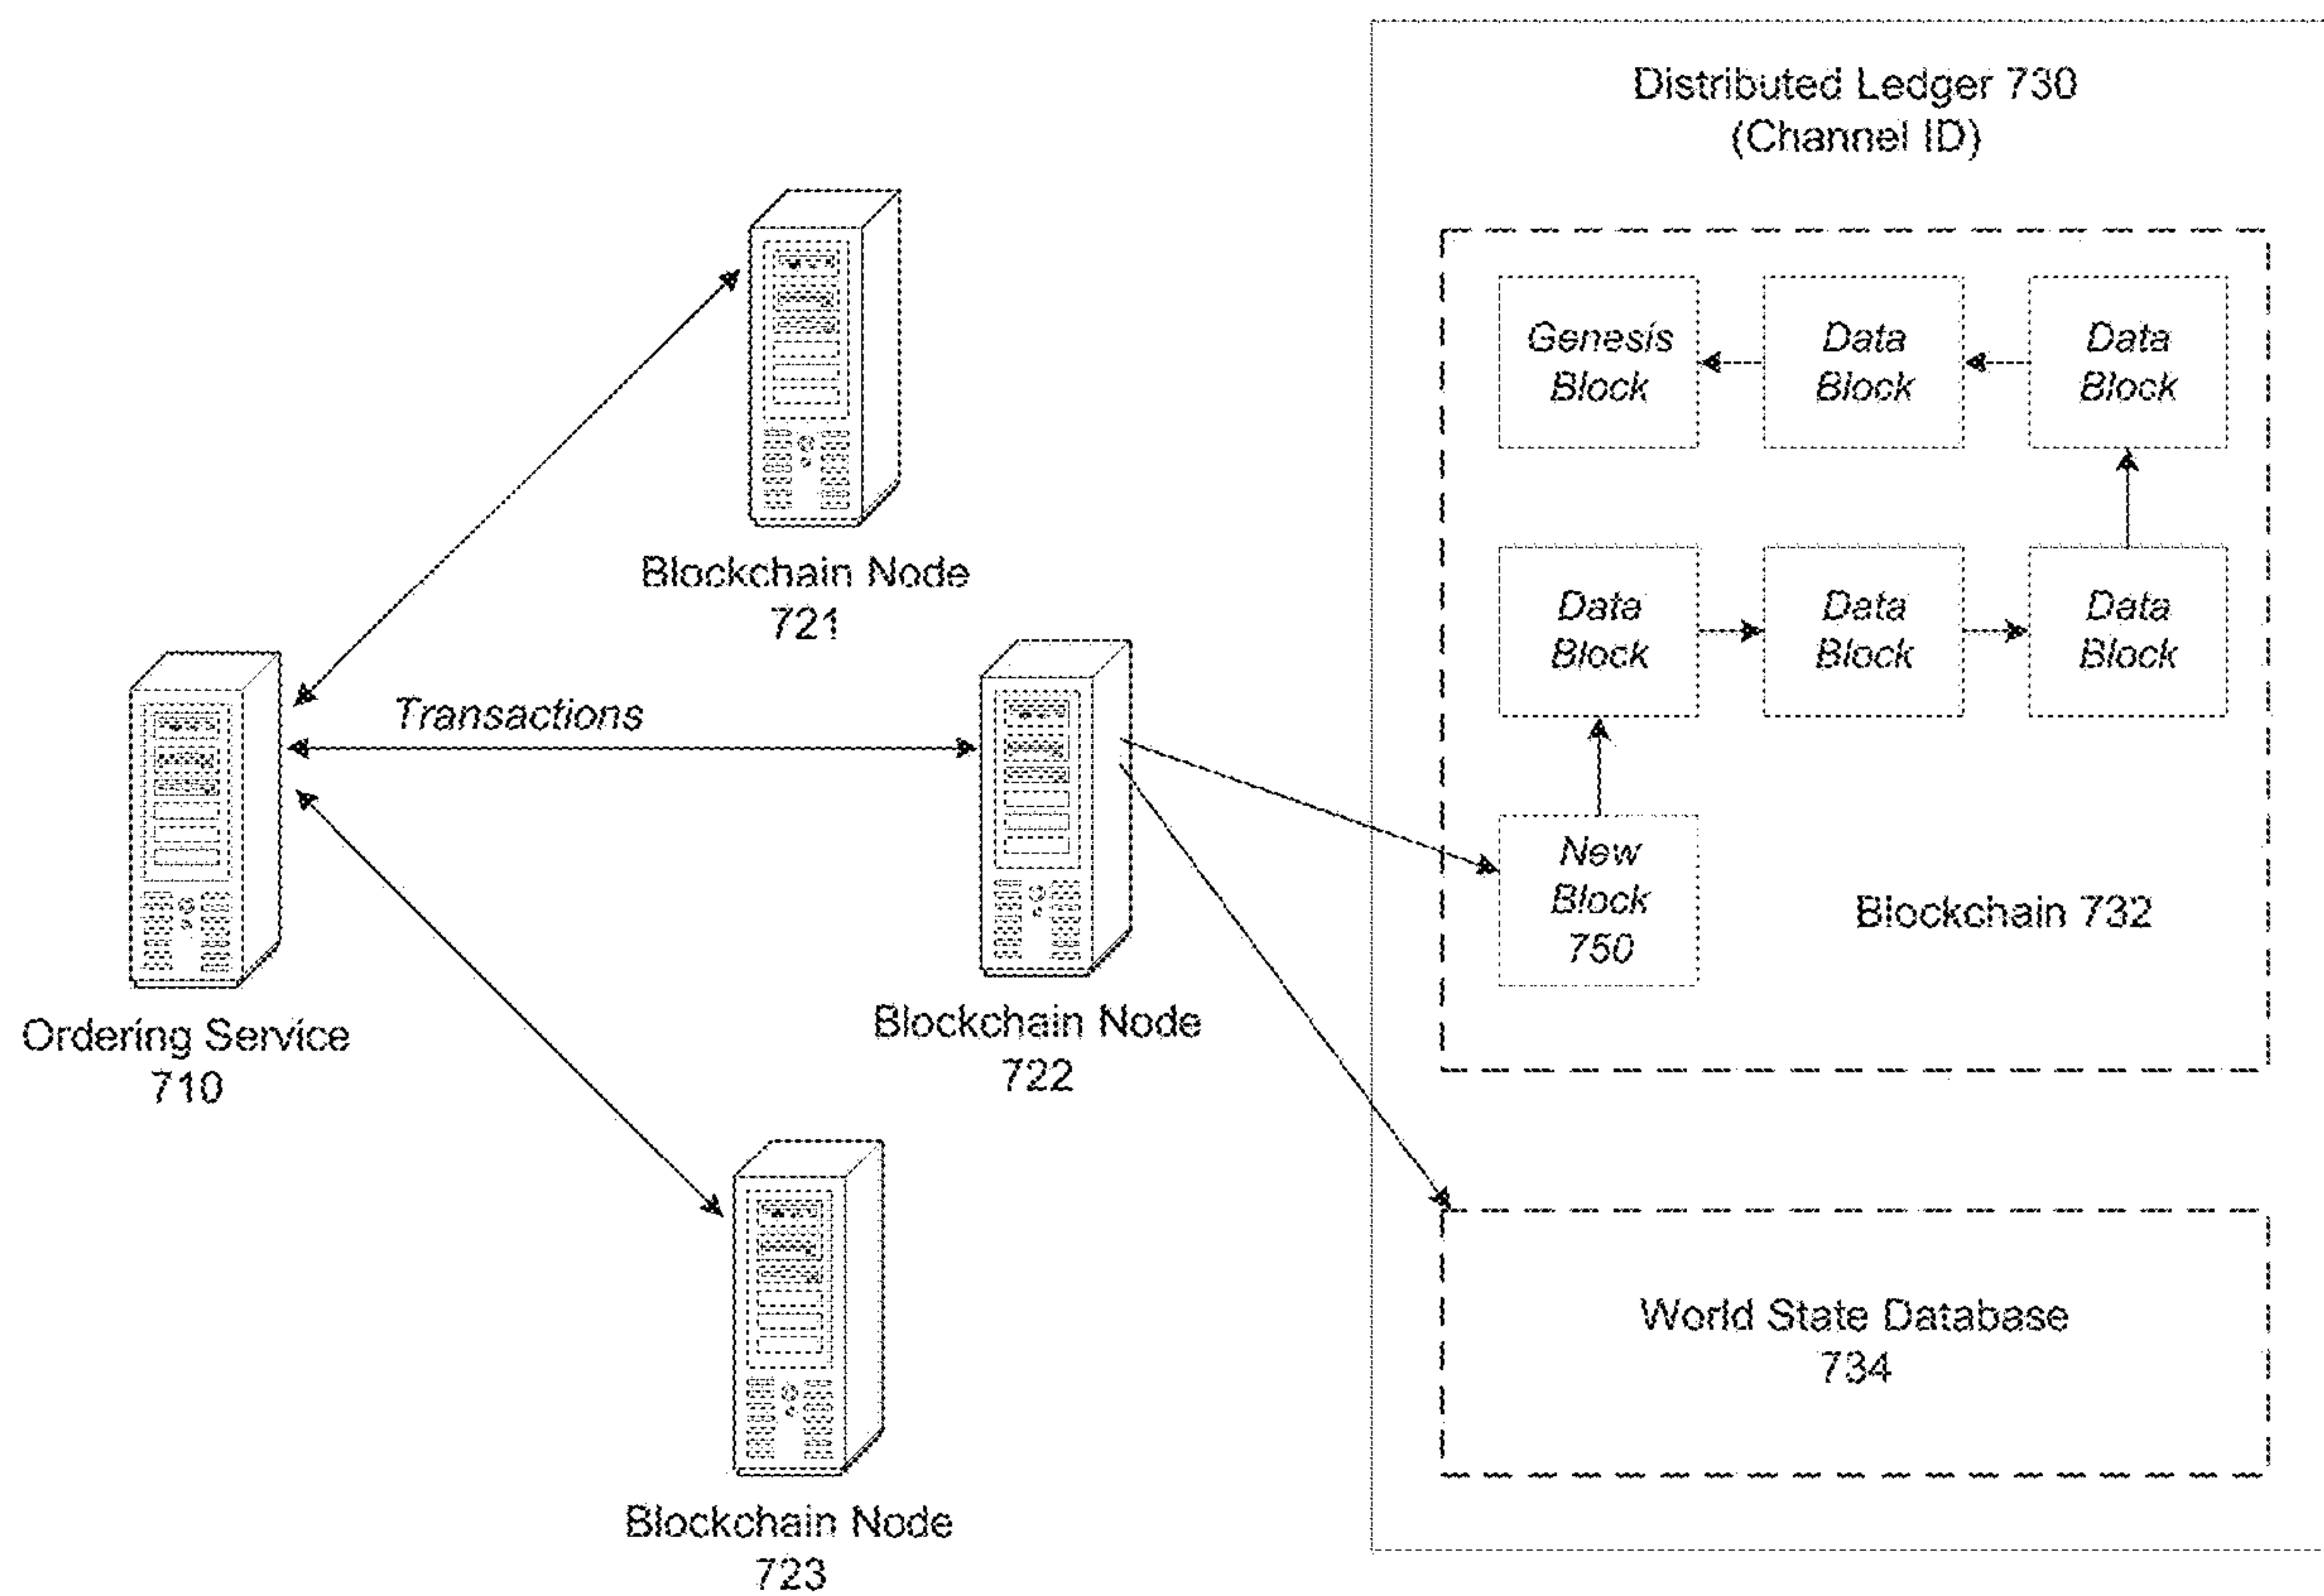 Distributed Ledger 730
(Channel ID)
Genesis
Block
Data
Block
Data
Block
Blockchain Node
721
Data
Block
Data
Block
Data
Block
Transactions
New
Block
750
Blockchain 732
Ordering Service
710
Blockchain Node
722
World State Database
734
Blockchain Node
723